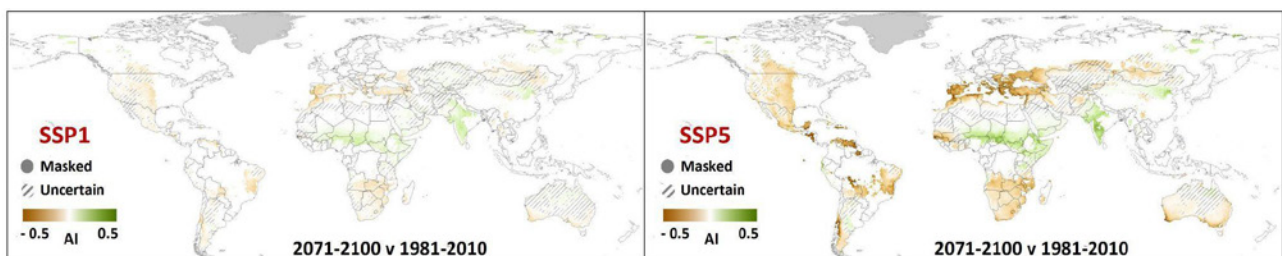 SSP1
Masked
Uncertain
- 0.5 AI 0.5
2071-2100 v 1981-2010
SSP5
Masked
Uncertain
- 0.5 AI 0.5
2071-2100 v 1981-2010